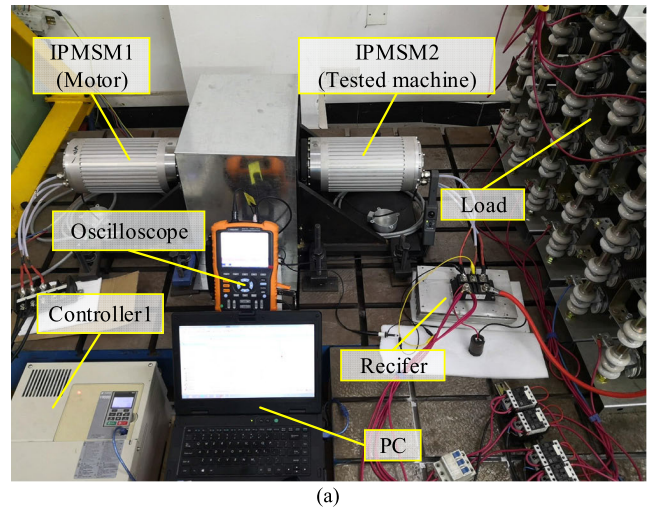 IPMSM1
(Motor)
IPMSM2
(Tested machine)
Load
Oscilloscope
Controller1
Recifer
PC
(a)